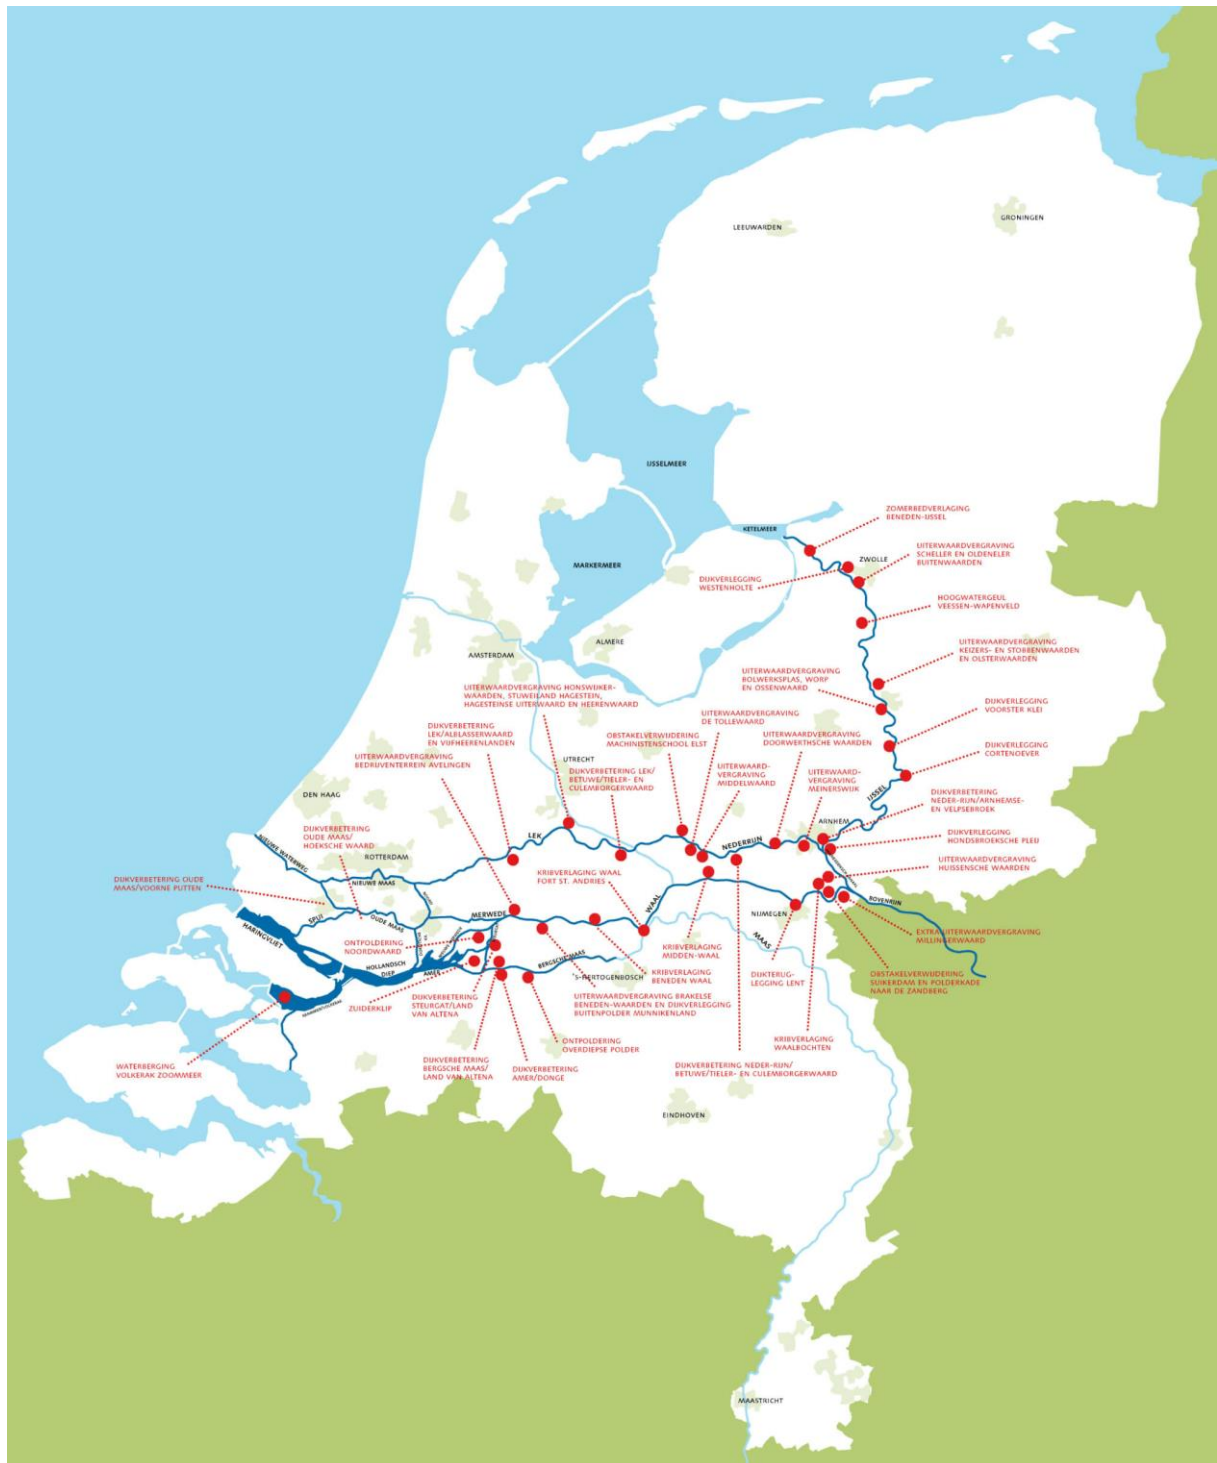 GRONINGEN
LEEUWARDEN
IJSSELMEER
ZOMERBEDVERLAGING
BENEDEN-IJSSEL
KETELMEER
UITERWAARDVERGRAVING
SCHELLER EN OLDENELER
BUITENWAARDEN
ZWOLLE
MARKERMEER
DIJKVERLEGGING
WESTENHOLTE
HOOGWATERGEUL
VEESSEN-WAPENVELD
ALMERE
AMSTERDAM
UITERWAARDVERGRAVING
KEIZERS- EN STOBBENWAARDEN
EN OLSTERWAARDEN
UITERWAARDVERGRAVING
BOLWERKSPLAS, WORP
EN OSSENWAARD
UITERWAARDVERGRAVING HONSWIJKER-
WAARDEN, STUWEILAND HAGESTEIN,
HAGESTEINSE UITERWAARD EN HEERENWAARD
DIJKVERLEGGING
VOORSTER KLEI
UITERWAARDVERGRAVING
DE TOLLEWAARD
DIJKVERBETERING
LEK/ALBLASSERWAARD
EN VIJFHEERENLANDEN
OBSTAKELVERWIJDERING
MACHINISTENSCHOOL ELST
UITERWAARDVERGRAVING
DOORWERTHSCHE WAARDEN
DIJKVERLEGGING
CORTENOEVER
UITERWAARDVERGRAVING
BEDRIJVENTERREIN AVELINGEN
UTRECHT
DIJKVERBETERING LEK/
BETUWE/TIELER- EN
CULEMBORGERWAARD
UITERWAARD-
VERGRAVING
MIDDELWAARD
UITERWAARD-
VERGRAVING
MEINERSWIJK
IJSSEL
DIJKVERBETERING
NEDER-RIJN/ARNHEMSE-
EN VELPSEBROEK
DEN HAAG
ARNHEM
DIJKVERBETERING
OUDE MAAS/
HOEKSCHE WAARD
LEK
NEDERRIJN
DIJKVERLEGGING
HONDSBROEKSCHE PLEIJ
NIEUWE WATERWEG
ROTTERDAM
UITERWAARDVERGRAVING
HUISSENSCHE WAARDEN
KRIBVERLAGING WAAL
FORT ST. ANDRIES
DIJKVERBETERING OUDE
MAAS/VOORNE PUTTEN
NIEUWE MAAS
WAAL
BOVENRIJN
SPUI
OUDE MAAS
MERWEDE
NIJMEGEN
HARINGVLIET
EXTRA UITERWAARDVERGRAVING
MILLINGERWAARD
MAAS
ONTPOLDERING
NOORDWAARD
KRIBVERLAGING
MIDDEN-WAAL
HOLLANDSCH
DIEP
AMER
BERGSCHE MAAS
'S-HERTOGENBOSCH
KRIBVERLAGING
BENEDEN WAAL
DIJKTERUG-
LEGGING LENT
OBSTAKELVERWIJDERING
SUIKERDAM EN POLDERKADE
NAAR DE ZANDBERG
ZUIDERKLIP
DIJKVERBETERING
STEURGAT/LAND
VAN ALTENA
UITERWAARDVERGRAVING BRAKELSE
BENEDEN-WAARDEN EN DIJKVERLEGGING
BUITENPOLDER MUNNIKENLAND
ONTPOLDERING
OVERDIEPSE POLDER
KRIBVERLAGING
WAALBOCHTEN
WATERBERGING
VOLKERAK ZOOMMEER
DIJKVERBETERING
BERGSCHE MAAS/
LAND VAN ALTENA
DIJKVERBETERING
AMER/DONGE
DIJKVERBETERING NEDER-RIJN/
BETUWE/TIELER- EN CULEMBORGERWAARD
EINDHOVEN
MAASTRICHT